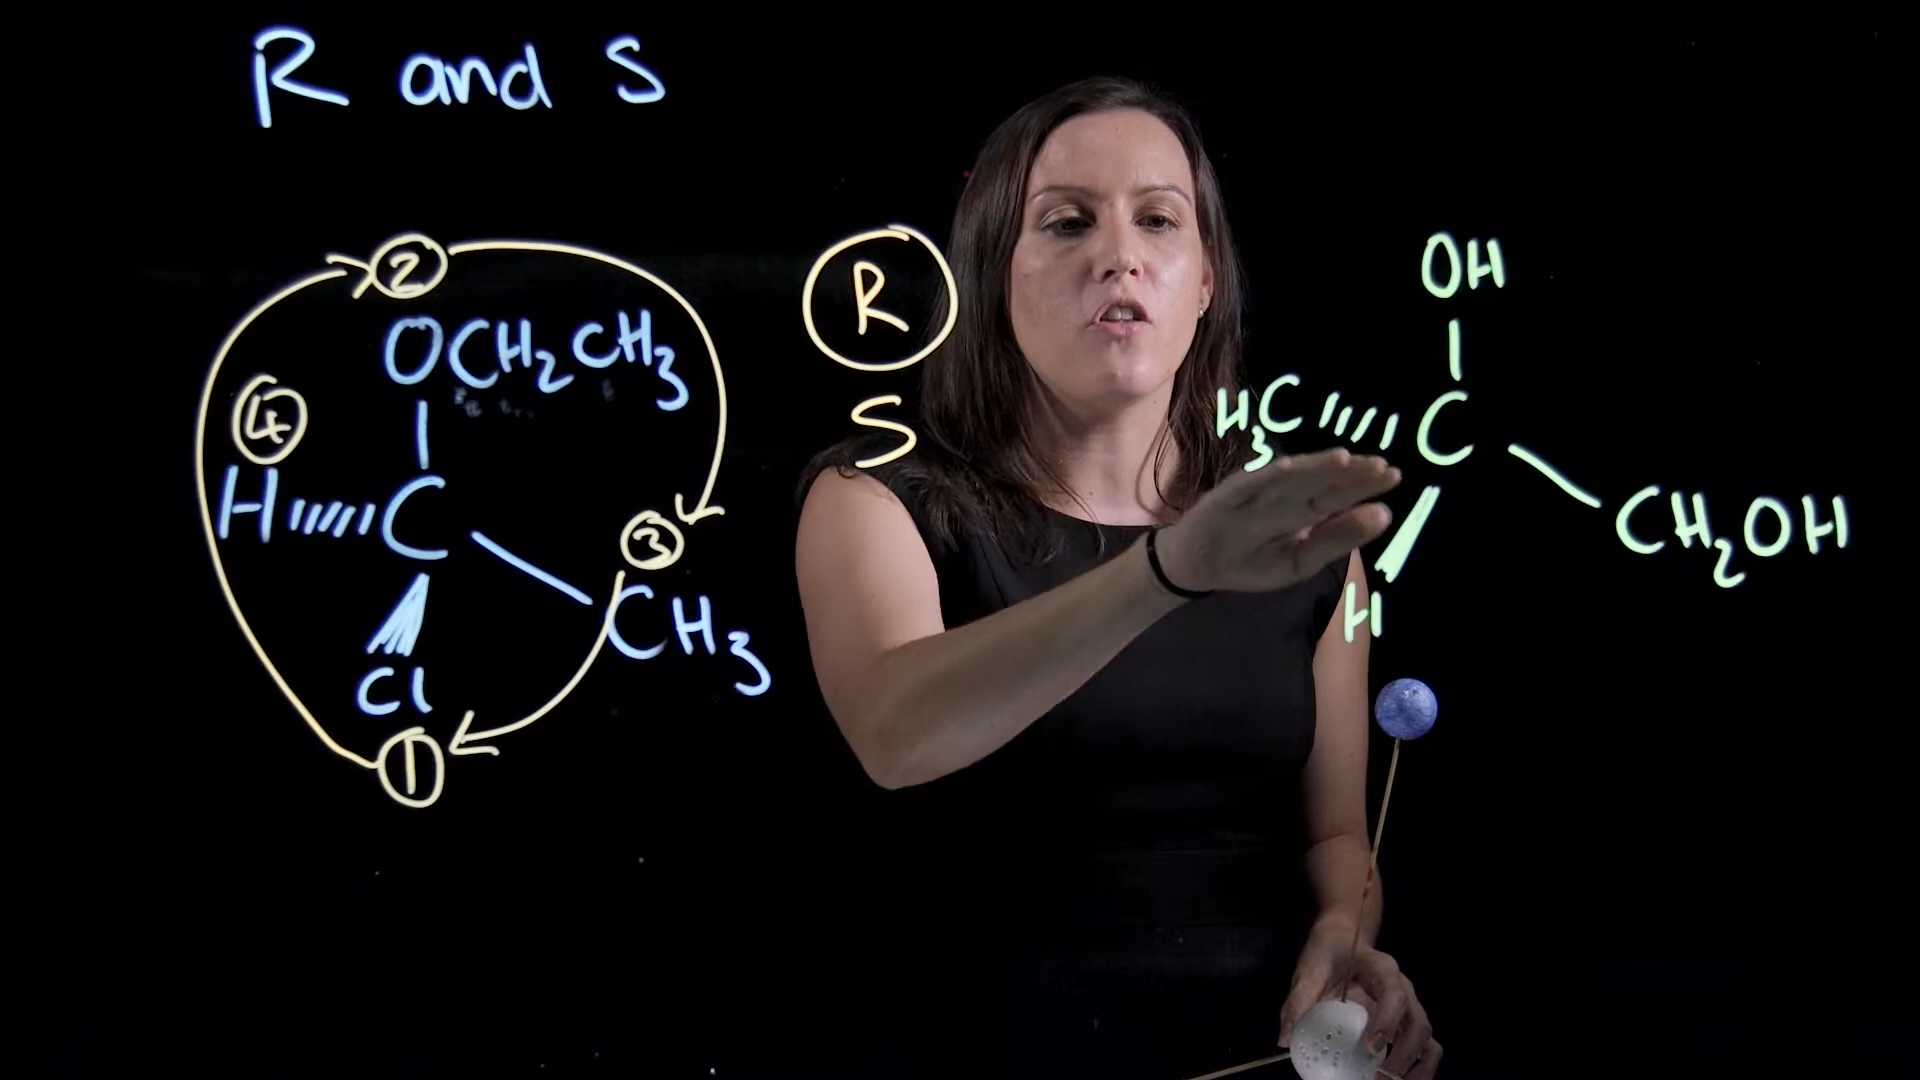 R and S
2
OCH₂CH₃
4
H C
3
CH₃
Cl
1
R
S
OH
H₃C C
CH₂OH
H